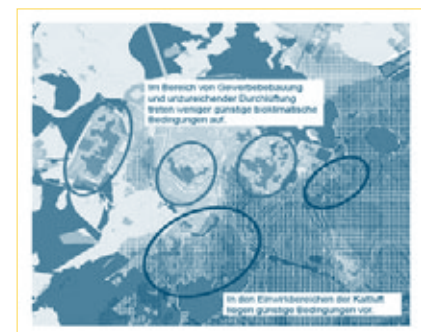 Im Bereich von Gewerbebebauung
und unzureichender Durchlüftung
treten weniger günstige bioklimatische
Bedingungen auf.
In den Einwirkbereichen der Kaltluft
liegen günstige Bedingungen vor.